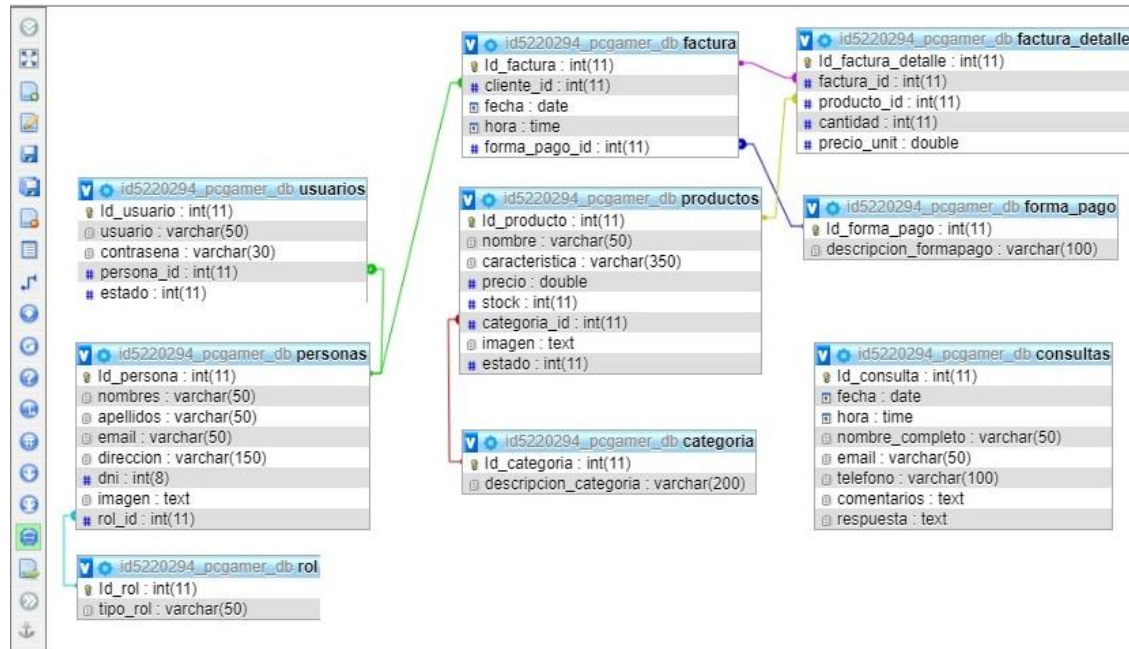 id5220294_pcgamer_db usuarios
Id_usuario : int(11)
usuario : varchar(50)
contrasena : varchar(30)
persona_id : int(11)
estado : int(11)
id5220294_pcgamer_db personas
Id_persona : int(11)
nombres : varchar(50)
apellidos : varchar(50)
email : varchar(50)
direccion : varchar(150)
dni : int(8)
imagen : text
rol_id : int(11)
id5220294_pcgamer_db rol
Id_rol : int(11)
tipo_rol : varchar(50)
id5220294_pcgamer_db factura
Id_factura : int(11)
cliente_id : int(11)
fecha : date
hora : time
forma_pago_id : int(11)
id5220294_pcgamer_db productos
Id_producto : int(11)
nombre : varchar(50)
caracteristica : varchar(350)
precio : double
stock : int(11)
categoria_id : int(11)
imagen : text
estado : int(11)
id5220294_pcgamer_db categoria
Id_categoria : int(11)
descripcion_categoria : varchar(200)
id5220294_pcgamer_db factura_detalle
Id_factura_detalle : int(11)
factura_id : int(11)
producto_id : int(11)
cantidad : int(11)
precio_unit : double
id5220294_pcgamer_db forma_pago
Id_forma_pago : int(11)
descripcion_formapago : varchar(100)
id5220294_pcgamer_db consultas
Id_consulta : int(11)
fecha : date
hora : time
nombre_completo : varchar(50)
email : varchar(50)
telefono : varchar(100)
comentarios : text
respuesta : text